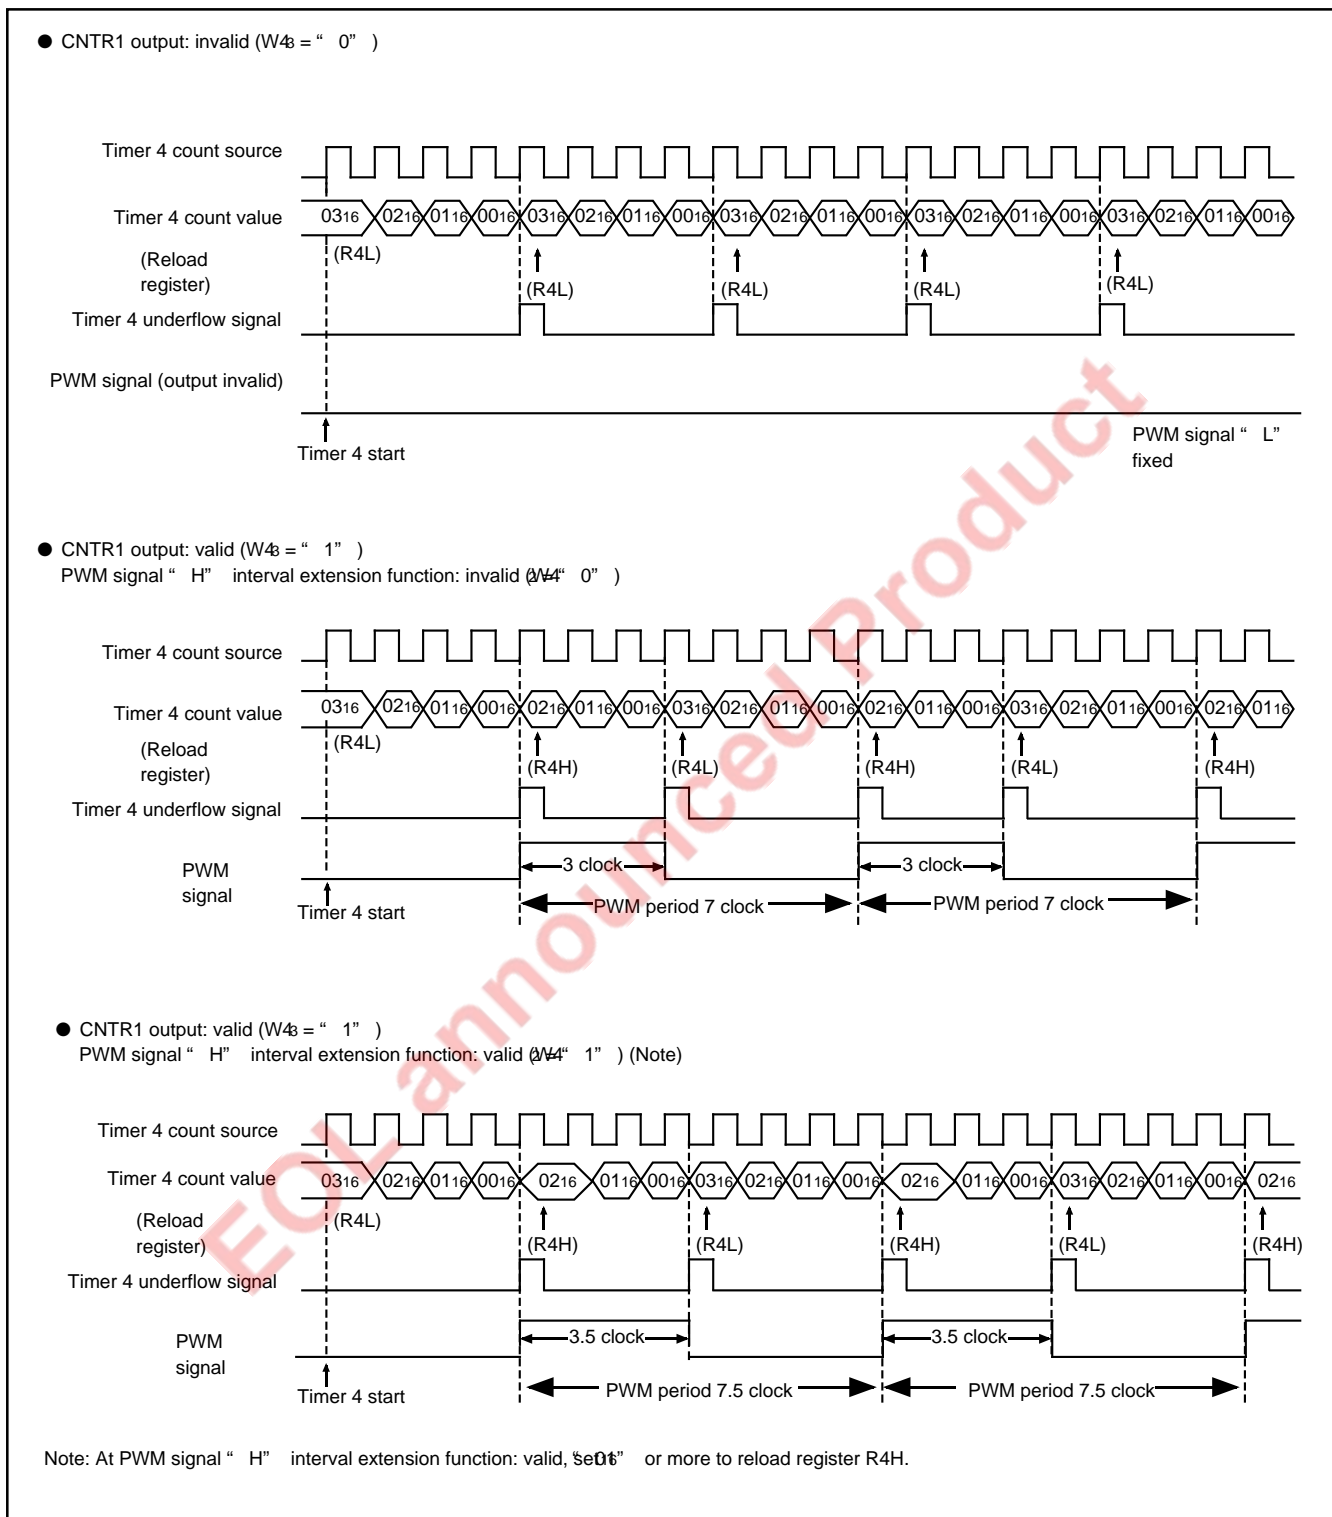 ● CNTR1 output: invalid (W43 = “ 0” )
Timer 4 count source
Timer 4 count value
0316 0216 0116 0016 0316 0216 0116 0016 0316 0216 0116 0016 0316 0216 0116 0016 0316 0216 0116 0016
(Reload register)
(R4L) (R4L) (R4L) (R4L) (R4L)
Timer 4 underflow signal
PWM signal (output invalid)
Timer 4 start
PWM signal “ L” fixed
● CNTR1 output: valid (W43 = “ 1” )
PWM signal “ H” interval extension function: invalid (W42=“ 0” )
Timer 4 count source
Timer 4 count value
0316 0216 0116 0016 0216 0116 0016 0316 0216 0116 0016 0216 0116 0016 0316 0216 0116 0016 0216 0116
(Reload register)
(R4L) (R4H) (R4L) (R4H) (R4L) (R4H)
Timer 4 underflow signal
PWM signal
3 clock 3 clock
PWM period 7 clock PWM period 7 clock
Timer 4 start
● CNTR1 output: valid (W43 = “ 1” )
PWM signal “ H” interval extension function: valid (W42=“ 1” ) (Note)
Timer 4 count source
Timer 4 count value
0316 0216 0116 0016 0216 0116 0016 0316 0216 0116 0016 0216 0116 0016 0316 0216 0116 0016 0216
(Reload register)
(R4L) (R4H) (R4L) (R4H) (R4L) (R4H)
Timer 4 underflow signal
PWM signal
3.5 clock 3.5 clock
PWM period 7.5 clock PWM period 7.5 clock
Timer 4 start
Note: At PWM signal “ H” interval extension function: valid, set “0116” or more to reload register R4H.
EOL announced Product